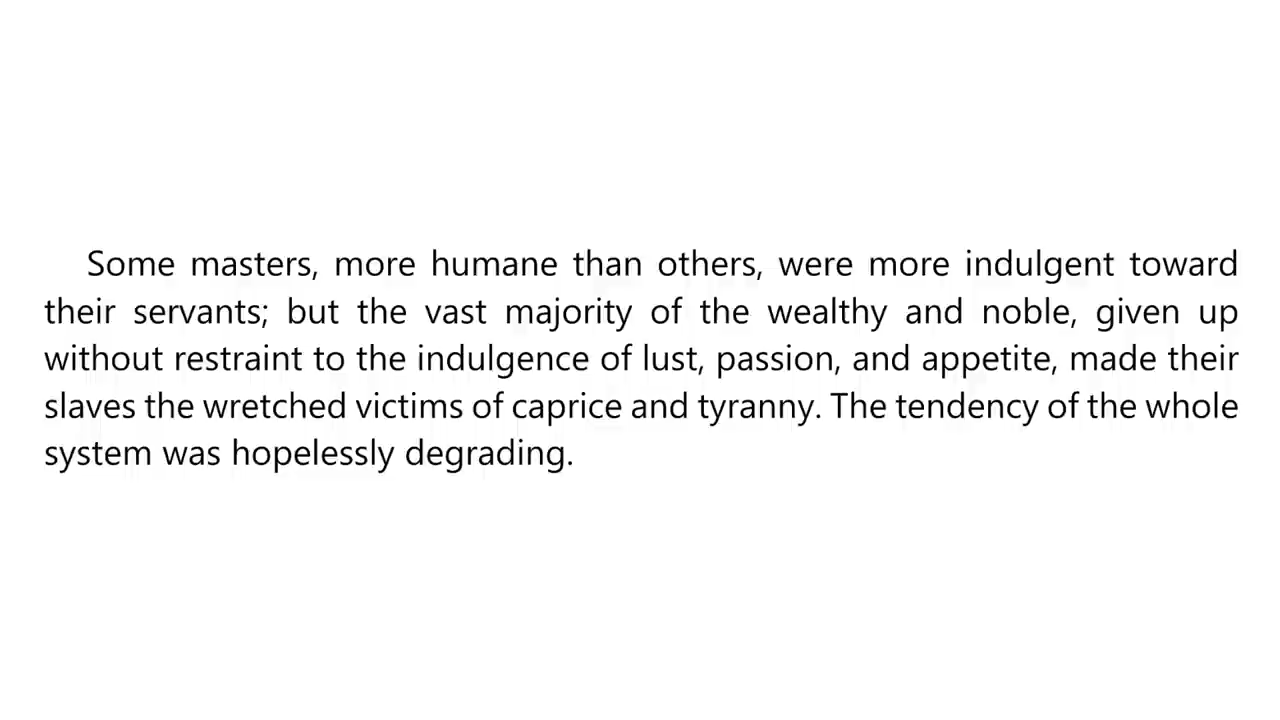 Some masters, more humane than others, were more indulgent toward
their servants; but the vast majority of the wealthy and noble, given up
without restraint to the indulgence of lust, passion, and appetite, made their
slaves the wretched victims of caprice and tyranny. The tendency of the whole
system was hopelessly degrading.